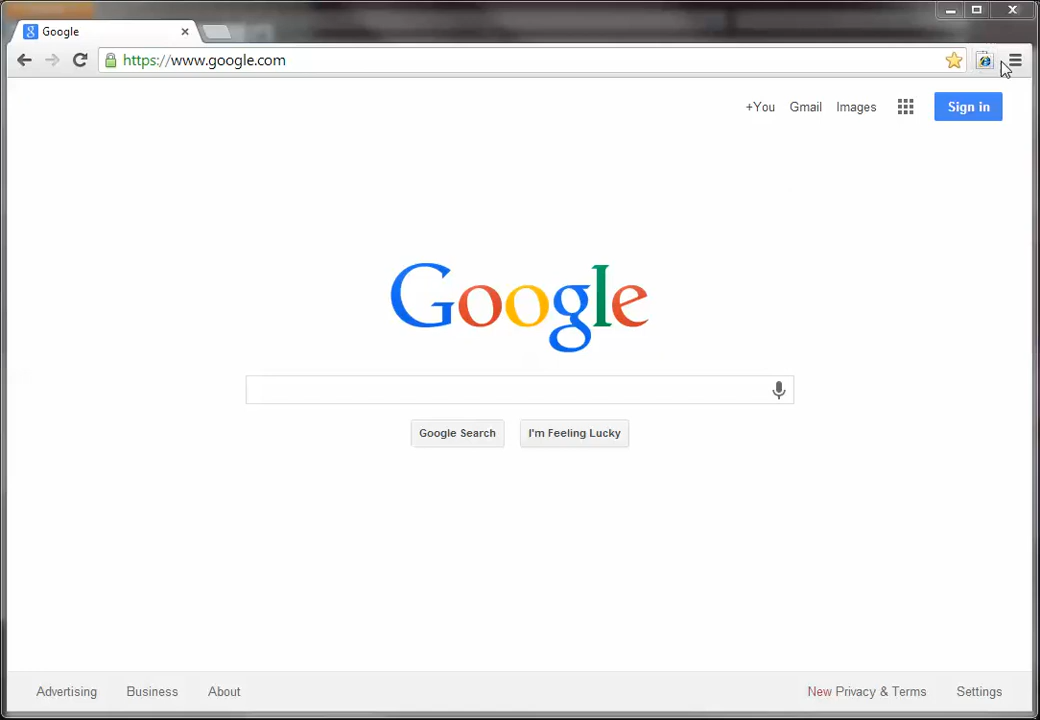 Google
https://www.google.com
+You Gmail Images Sign in
Google
Google Search I'm Feeling Lucky
Advertising Business About New Privacy & Terms Settings